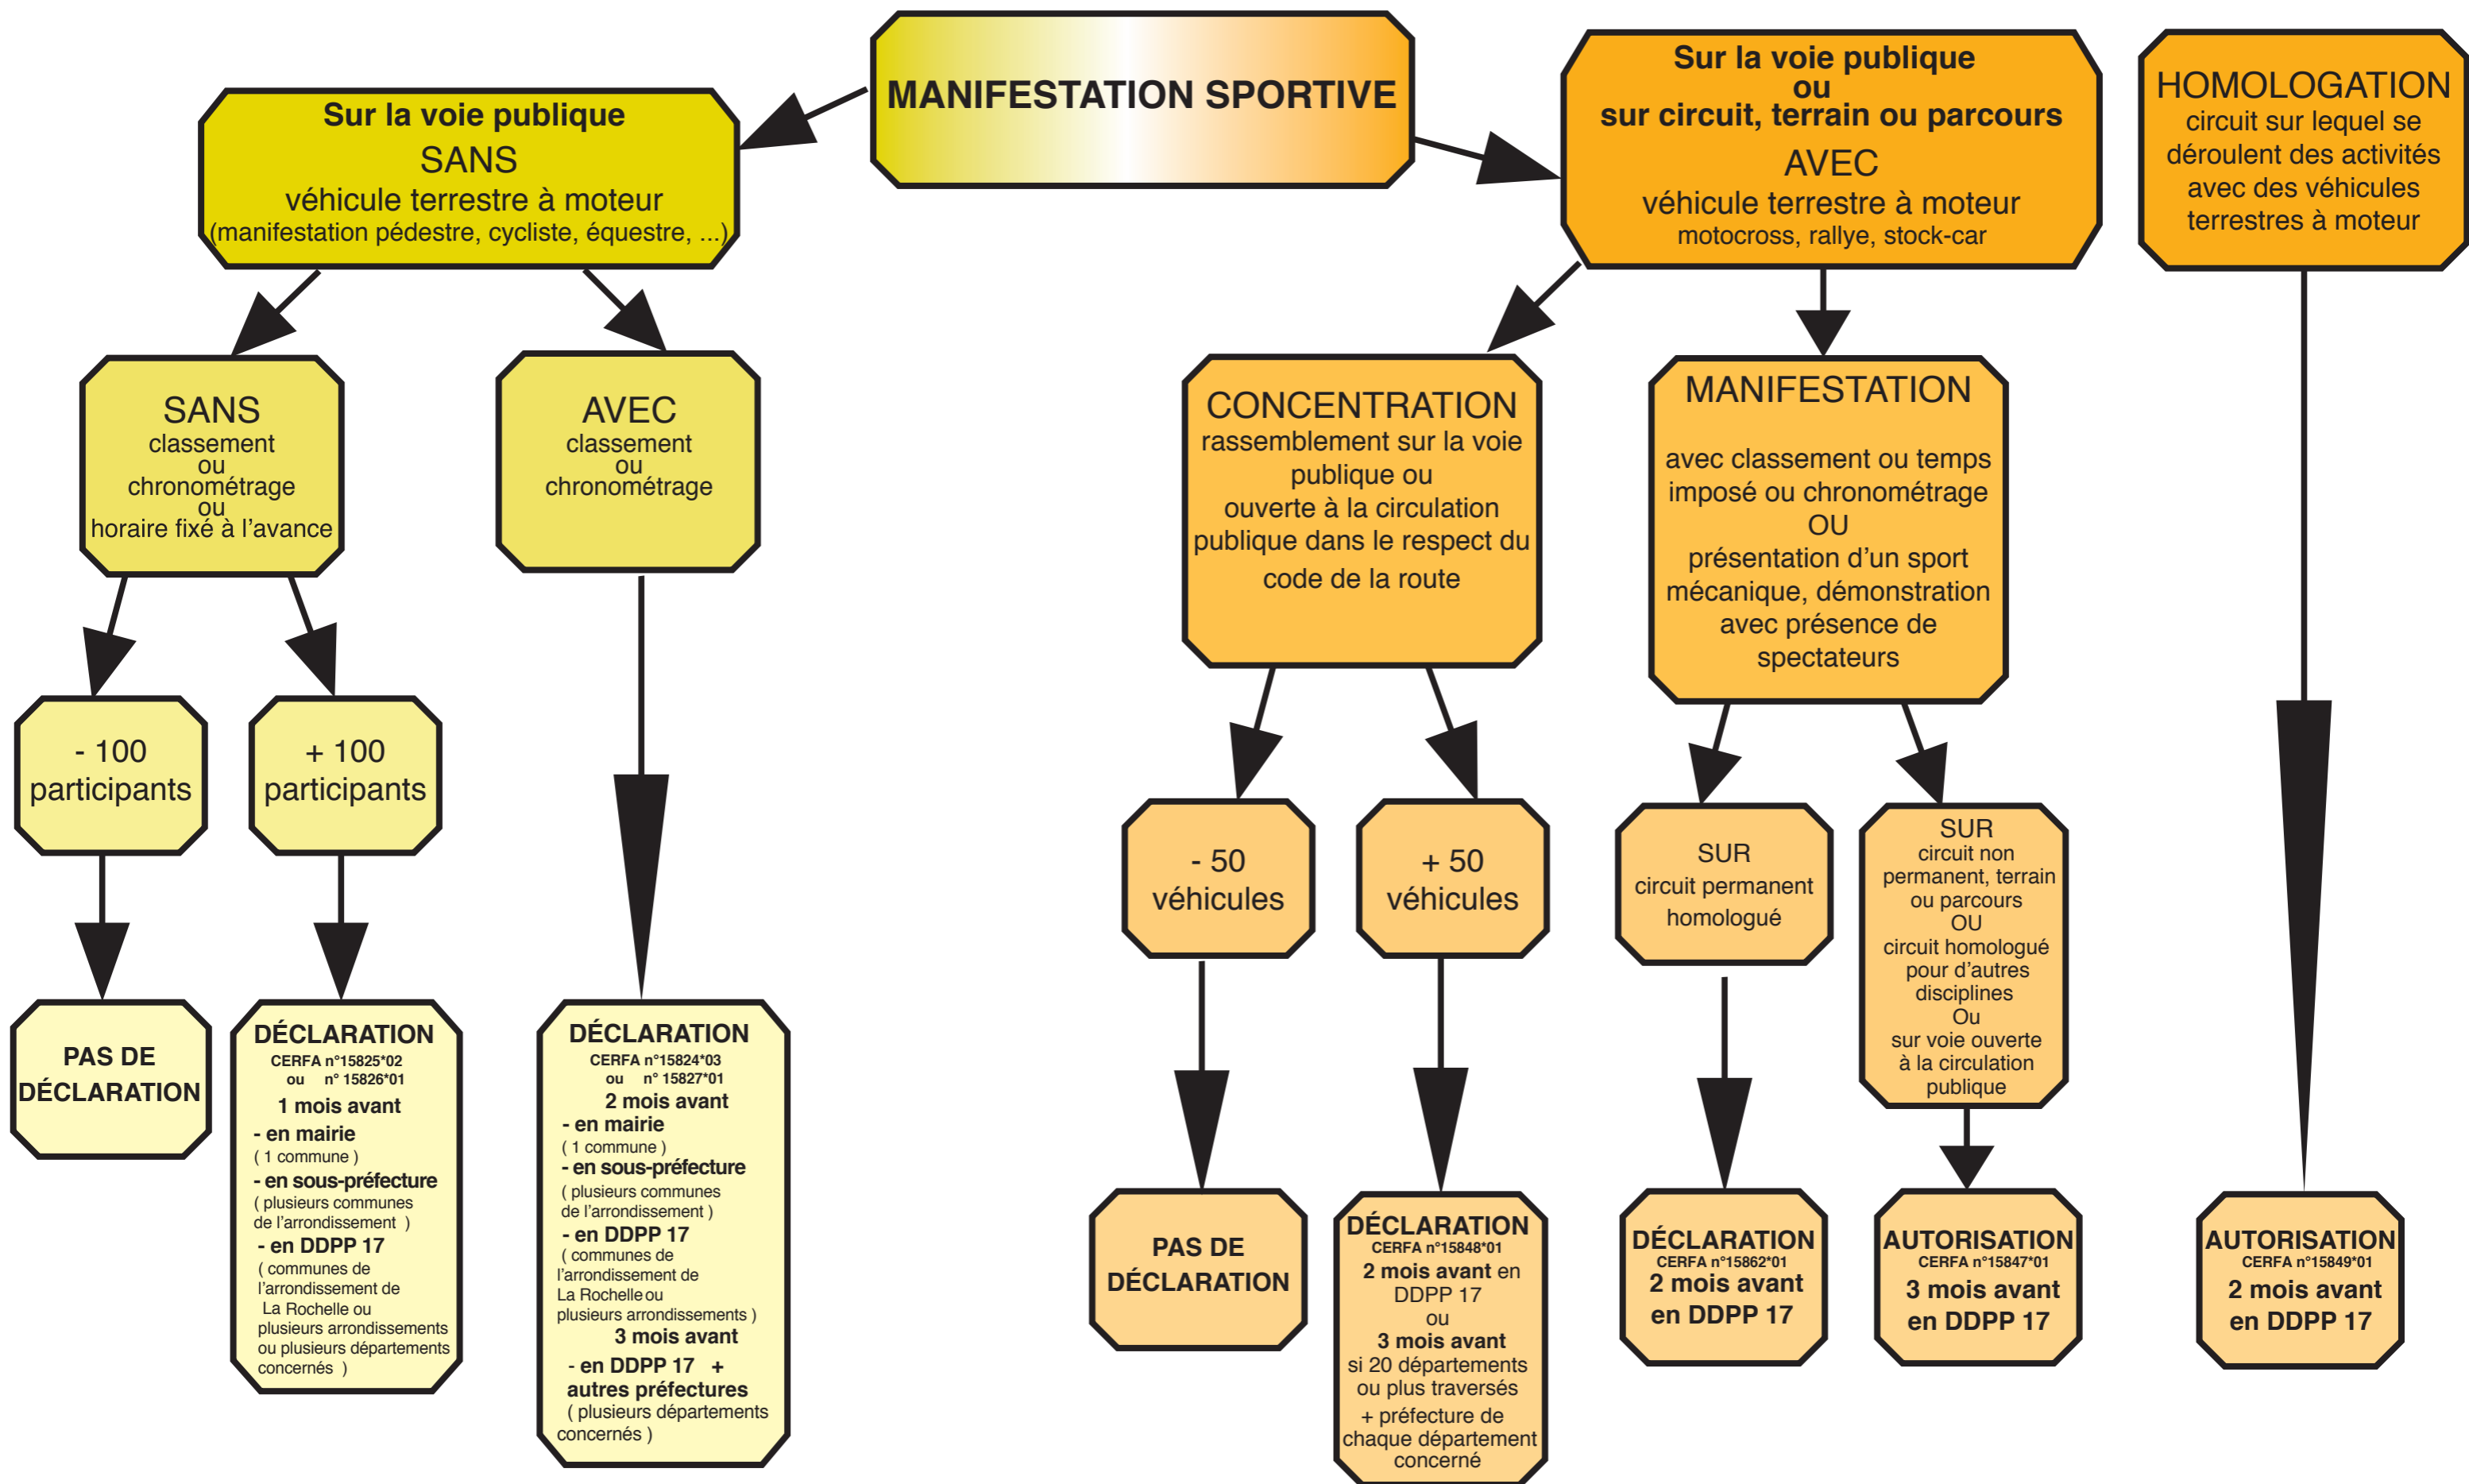 MANIFESTATION SPORTIVE
Sur la voie publique
SANS
véhicule terrestre à moteur
(manifestation pédestre, cycliste, équestre, ...)
Sur la voie publique
ou
sur circuit, terrain ou parcours
AVEC
véhicule terrestre à moteur
motocross, rallye, stock-car
HOMOLOGATION
circuit sur lequel se
déroulent des activités
avec des véhicules
terrestres à moteur
SANS
classement
ou
chronométrage
ou
horaire fixé à l'avance
AVEC
classement
ou
chronométrage
CONCENTRATION
rassemblement sur la voie
publique ou
ouverte à la circulation
publique dans le respect du
code de la route
MANIFESTATION
avec classement ou temps
imposé ou chronométrage
OU
présentation d'un sport
mécanique, démonstration
avec présence de
spectateurs
- 100
participants
+ 100
participants
- 50
véhicules
+ 50
véhicules
SUR
circuit permanent
homologué
SUR
circuit non
permanent, terrain
ou parcours
OU
circuit homologué
pour d'autres
disciplines
Ou
sur voie ouverte
à la circulation
publique
PAS DE
DÉCLARATION
DÉCLARATION
CERFA n°15825*02
ou n° 15826*01
1 mois avant
- en mairie
( 1 commune )
- en sous-préfecture
( plusieurs communes
de l'arrondissement )
- en DDPP 17
( communes de
l'arrondissement de
La Rochelle ou
plusieurs arrondissements
ou plusieurs départements
concernés )
DÉCLARATION
CERFA n°15824*03
ou n° 15827*01
2 mois avant
- en mairie
( 1 commune )
- en sous-préfecture
( plusieurs communes
de l'arrondissement )
- en DDPP 17
( communes de
l'arrondissement de
La Rochelle ou
plusieurs arrondissements )
3 mois avant
- en DDPP 17 +
autres préfectures
( plusieurs départements
concernés )
PAS DE
DÉCLARATION
DÉCLARATION
CERFA n°15848*01
2 mois avant en
DDPP 17
ou
3 mois avant
si 20 départements
ou plus traversés
+ préfecture de
chaque département
concerné
DÉCLARATION
CERFA n°15862*01
2 mois avant
en DDPP 17
AUTORISATION
CERFA n°15847*01
3 mois avant
en DDPP 17
AUTORISATION
CERFA n°15849*01
2 mois avant
en DDPP 17